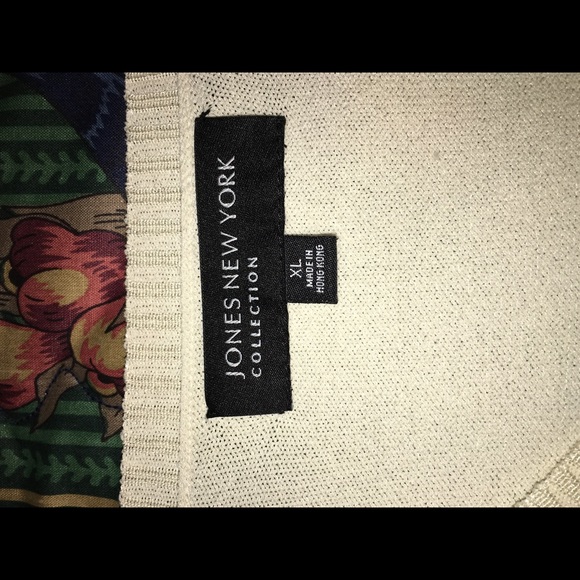 JONES NEW YORK
COLLECTION
XL
MADE IN
HONG KONG